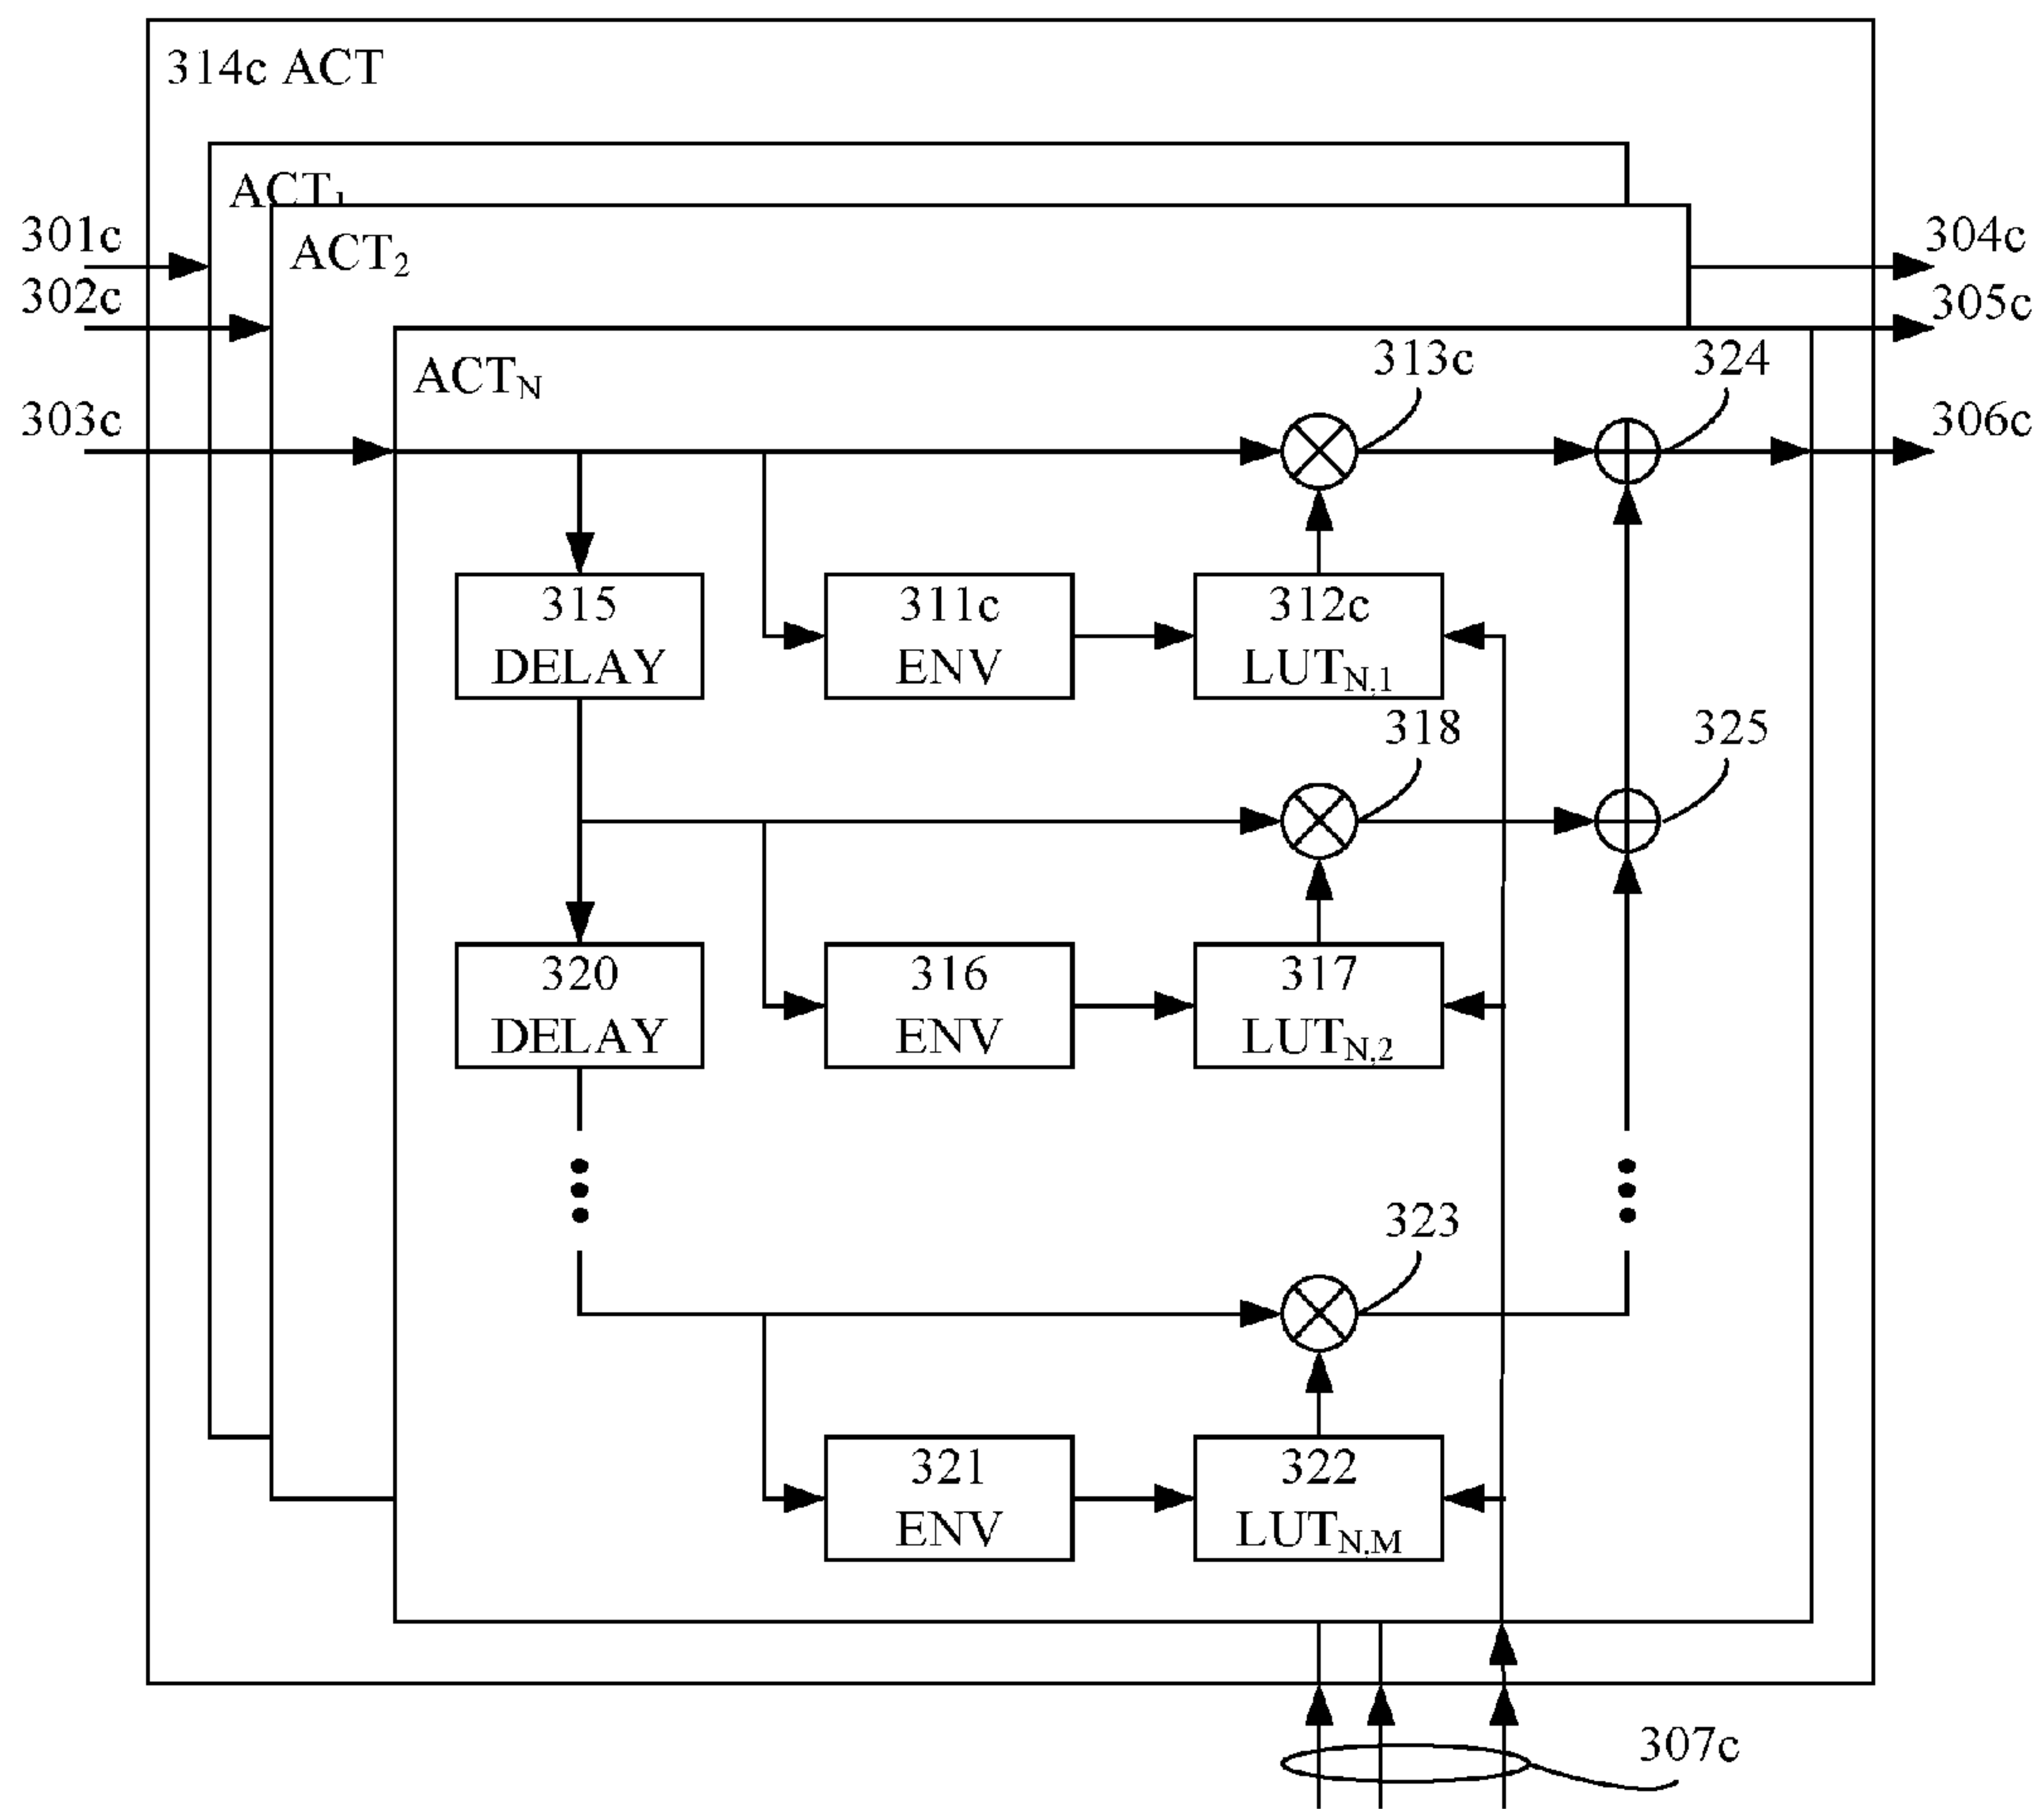 314c ACT
ACT1
301c
ACT2
304c
302c
305c
ACTN
313c
324
303c
306c
315
DELAY
311c
ENV
312c
LUTN,1
318
325
320
DELAY
316
ENV
317
LUTN,2
323
321
ENV
322
LUTN,M
307c